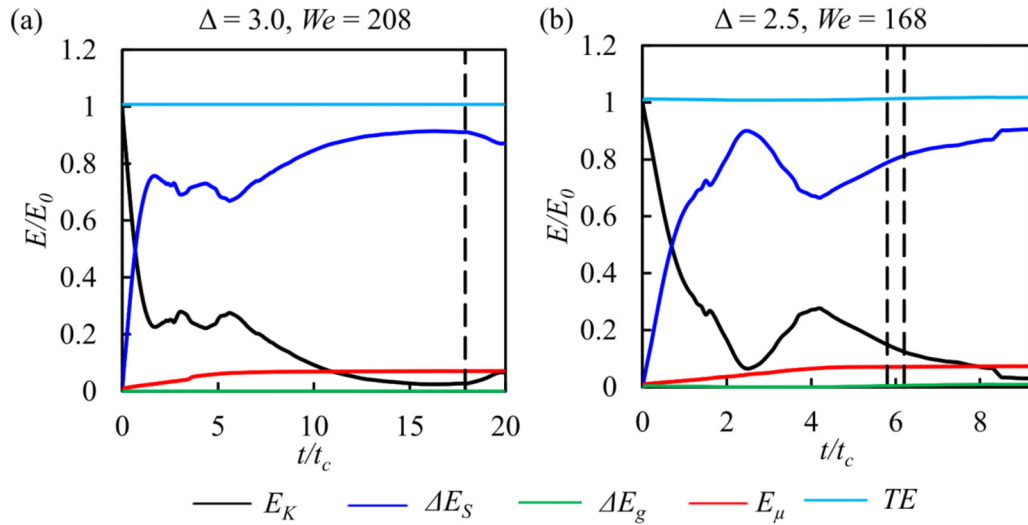 (a) Δ = 3.0, We = 208
1.2
1
0.8
0.6
0.4
0.2
0
E/E0
0 5 10 15 20
t/tc
(b) Δ = 2.5, We = 168
1.2
1
0.8
0.6
0.4
0.2
0
E/E0
0 2 4 6 8
t/tc
EK ΔES ΔEg Eμ TE